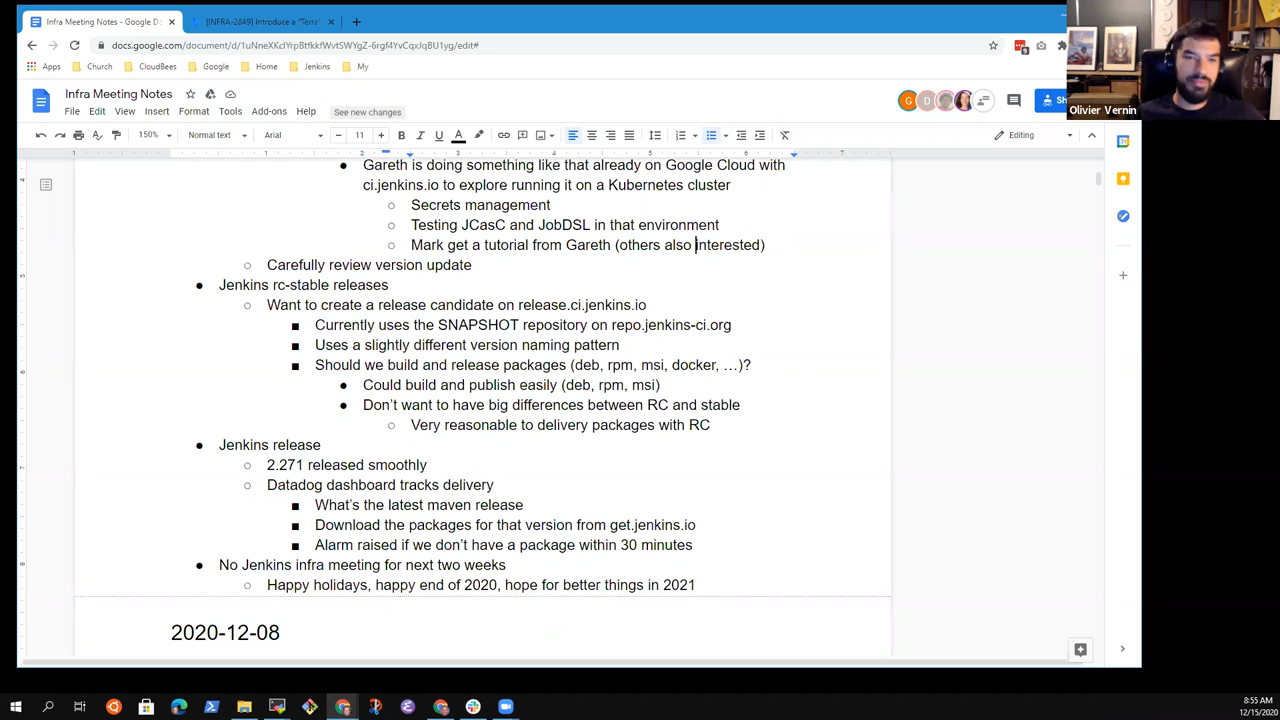 Infra Meeting Notes - Google Do
[INFRA-2849] Introduce a "Terra
docs.google.com/document/d/1uNneXKcIYrpBtfkkfWvtSWYgZ-6rgf4YvCqxJqBU1yg/edit#
Apps
Church
CloudBees
Google
Home
Jenkins
My
Olivier Vernin
Infra Meeting Notes
File
Edit
View
Insert
Format
Tools
Add-ons
Help
See new changes
G
D
Sh
150%
Normal text
Arial
11
Editing
● Gareth is doing something like that already on Google Cloud with
ci.jenkins.io to explore running it on a Kubernetes cluster
○ Secrets management
○ Testing JCasC and JobDSL in that environment
○ Mark get a tutorial from Gareth (others also interested)
○ Carefully review version update
● Jenkins rc-stable releases
○ Want to create a release candidate on release.ci.jenkins.io
■ Currently uses the SNAPSHOT repository on repo.jenkins-ci.org
■ Uses a slightly different version naming pattern
■ Should we build and release packages (deb, rpm, msi, docker, …)?
● Could build and publish easily (deb, rpm, msi)
● Don’t want to have big differences between RC and stable
○ Very reasonable to delivery packages with RC
● Jenkins release
○ 2.271 released smoothly
○ Datadog dashboard tracks delivery
■ What’s the latest maven release
■ Download the packages for that version from get.jenkins.io
■ Alarm raised if we don’t have a package within 30 minutes
● No Jenkins infra meeting for next two weeks
○ Happy holidays, happy end of 2020, hope for better things in 2021
2020-12-08
8:55 AM
12/15/2020